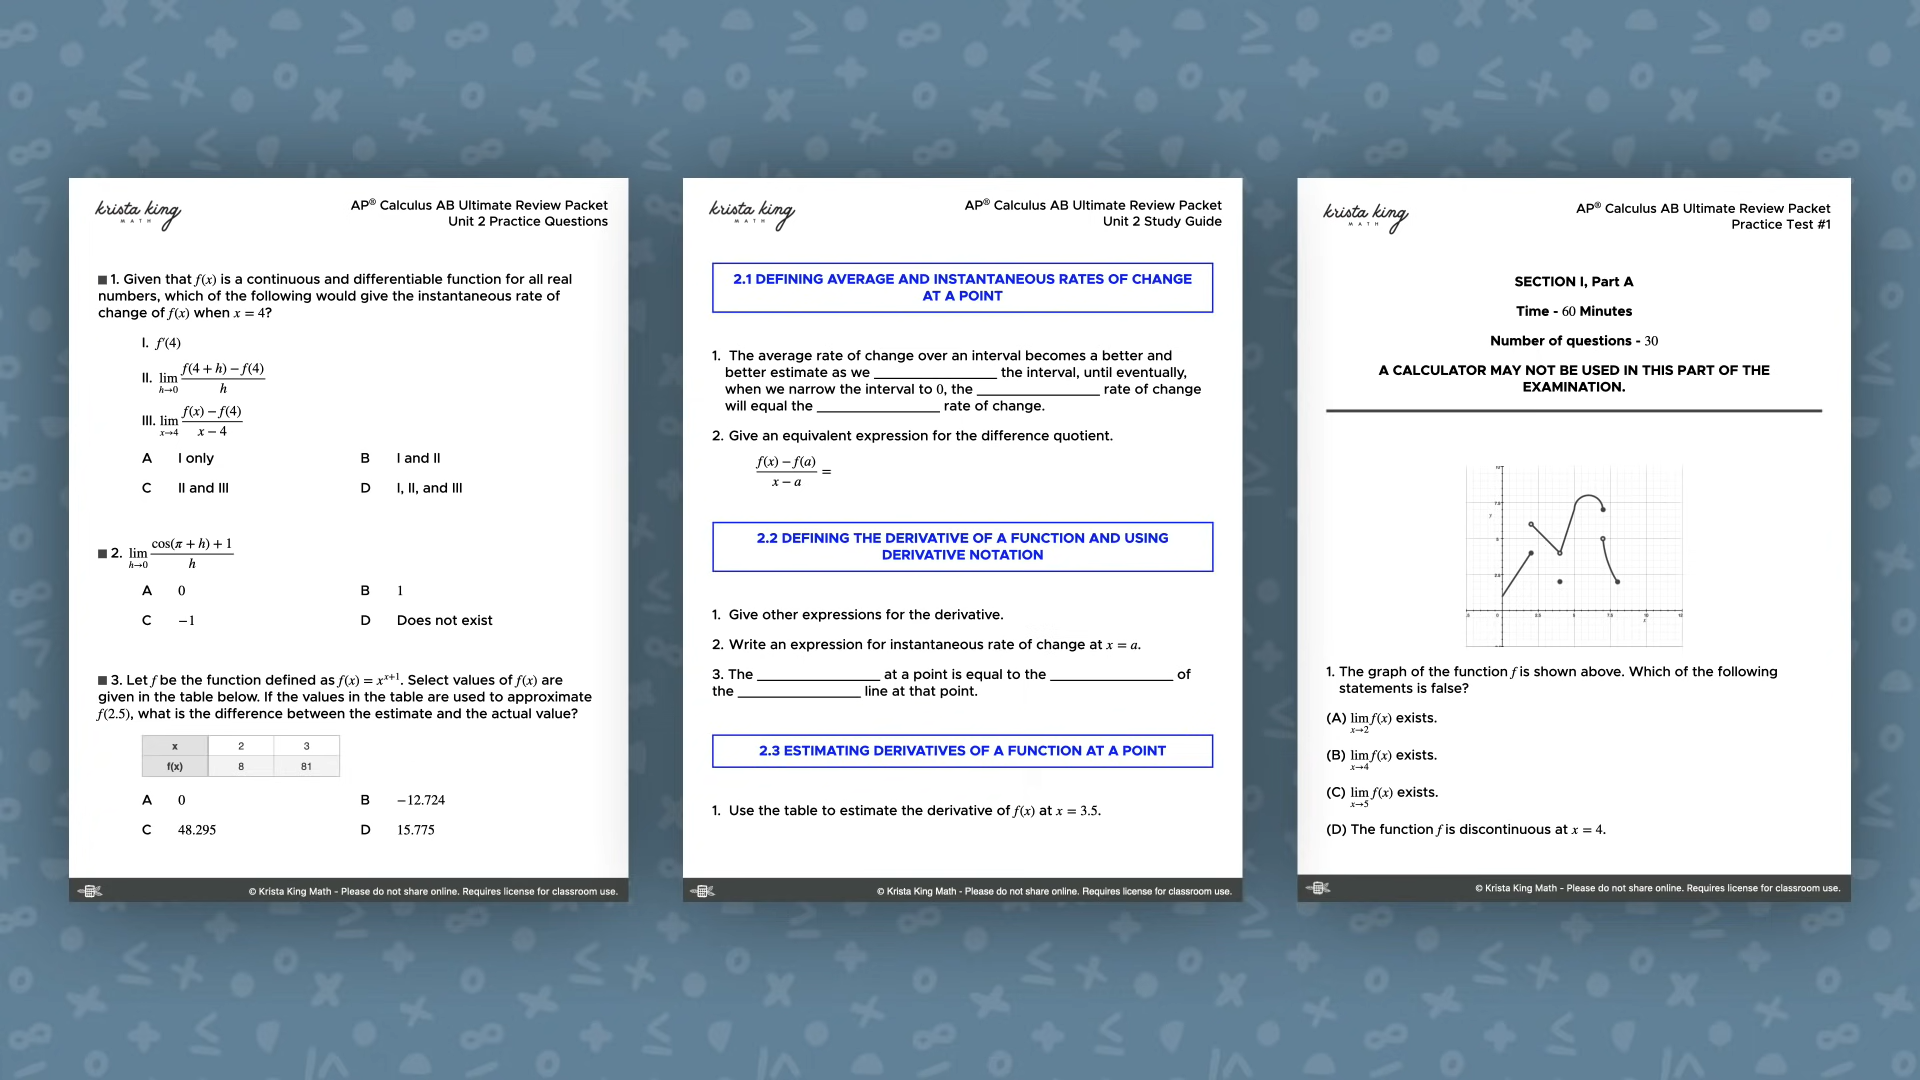 krista king
MATH
AP® Calculus AB Ultimate Review Packet
Unit 2 Practice Questions
■ 1. Given that f(x) is a continuous and differentiable function for all real
numbers, which of the following would give the instantaneous rate of
change of f(x) when x = 4?
I. f′(4)
II. lim h→0 (f(4 + h) − f(4))/h
III. lim x→4 (f(x) − f(4))/(x − 4)
A I only B I and II
C II and III D I, II, and III
■ 2. lim h→0 (cos(π + h) + 1)/h
A 0 B 1
C −1 D Does not exist
■ 3. Let f be the function defined as f(x) = x^(x+1). Select values of f(x) are
given in the table below. If the values in the table are used to approximate
f(2.5), what is the difference between the estimate and the actual value?
x 2 3
f(x) 8 81
A 0 B −12.724
C 48.295 D 15.775
© Krista King Math - Please do not share online. Requires license for classroom use.
krista king
MATH
AP® Calculus AB Ultimate Review Packet
Unit 2 Study Guide
2.1 DEFINING AVERAGE AND INSTANTANEOUS RATES OF CHANGE
AT A POINT
1. The average rate of change over an interval becomes a better and
better estimate as we ________ the interval, until eventually,
when we narrow the interval to 0, the ________ rate of change
will equal the ________ rate of change.
2. Give an equivalent expression for the difference quotient.
(f(x) − f(a))/(x − a) =
2.2 DEFINING THE DERIVATIVE OF A FUNCTION AND USING
DERIVATIVE NOTATION
1. Give other expressions for the derivative.
2. Write an expression for instantaneous rate of change at x = a.
3. The ________ at a point is equal to the ________ of
the ________ line at that point.
2.3 ESTIMATING DERIVATIVES OF A FUNCTION AT A POINT
1. Use the table to estimate the derivative of f(x) at x = 3.5.
© Krista King Math - Please do not share online. Requires license for classroom use.
krista king
MATH
AP® Calculus AB Ultimate Review Packet
Practice Test #1
SECTION I, Part A
Time - 60 Minutes
Number of questions - 30
A CALCULATOR MAY NOT BE USED IN THIS PART OF THE
EXAMINATION.
1. The graph of the function f is shown above. Which of the following
statements is false?
(A) lim x→2 f(x) exists.
(B) lim x→4 f(x) exists.
(C) lim x→5 f(x) exists.
(D) The function f is discontinuous at x = 4.
© Krista King Math - Please do not share online. Requires license for classroom use.